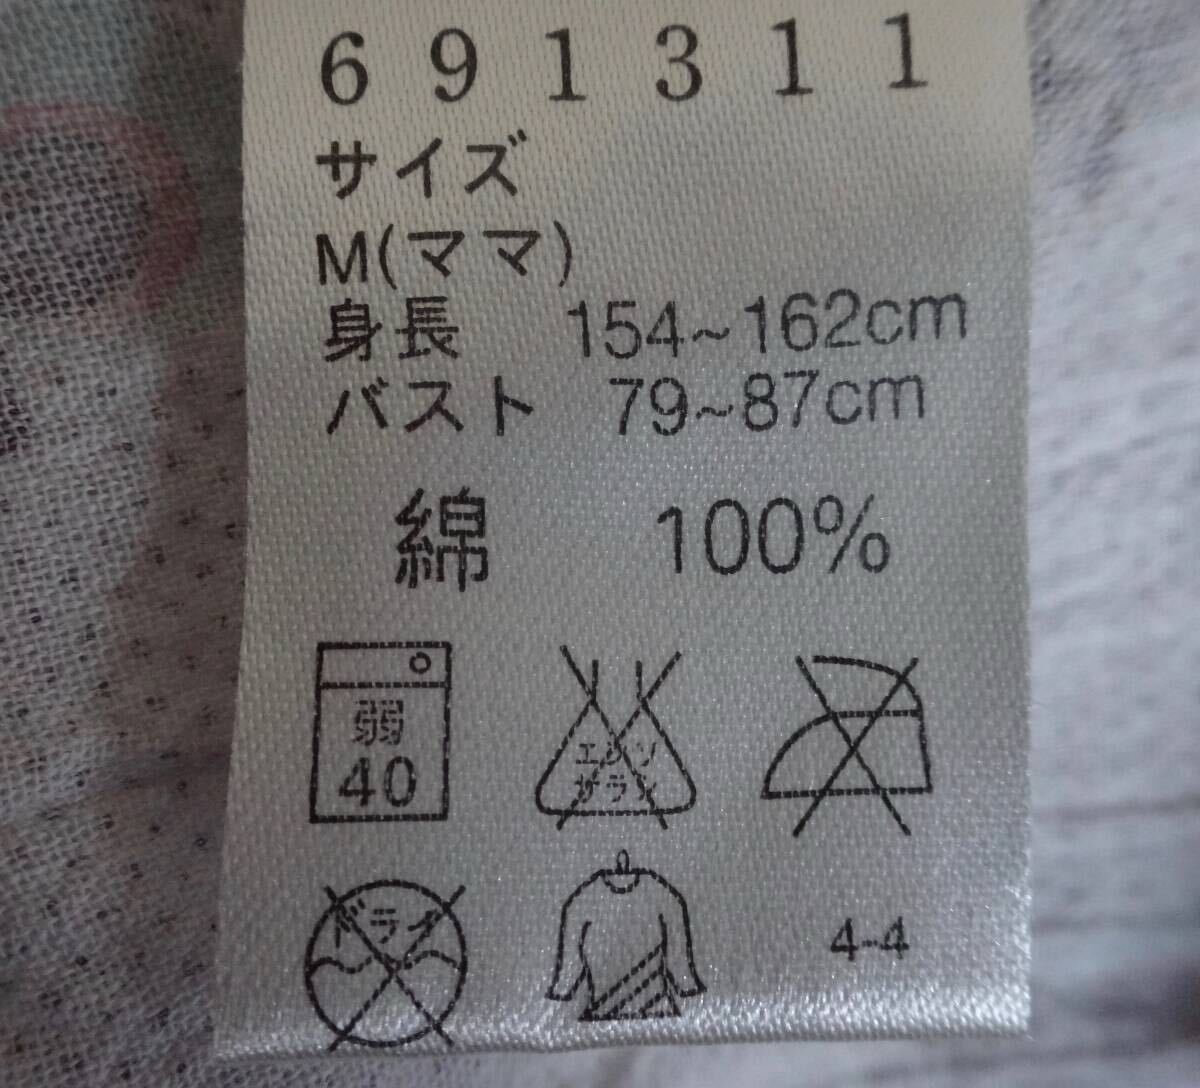 691311
サイズ
M(ママ)
身長 154~162cm
バスト 79~87cm
綿 100%
弱
40
エンソ
サラメ
ドライ
4-4